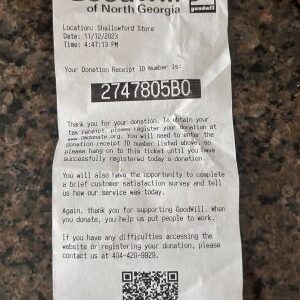 Goodwill
goodwill
of North Georgia
Location: Shallowford Store
Date: 11/12/2023
Time: 4:47:13 PM
Your Donation Receipt ID Number is:
2747805B0
Thank you for your donation. To obtain your
tax receipt, please register your donation at
You will need to enter the
donation receipt ID number listed above, so
please hang on to this ticket until you have
successfully registered today's donation.
You will also have the opportunity to complete
a brief customer satisfaction survey and tell
us how our service was today.
Again, thank you for supporting Goodwill. When
you donate, you help us put people to work.
If you have any difficulties accessing the
website or registering your donation, please
contact us at 404-420-9929.